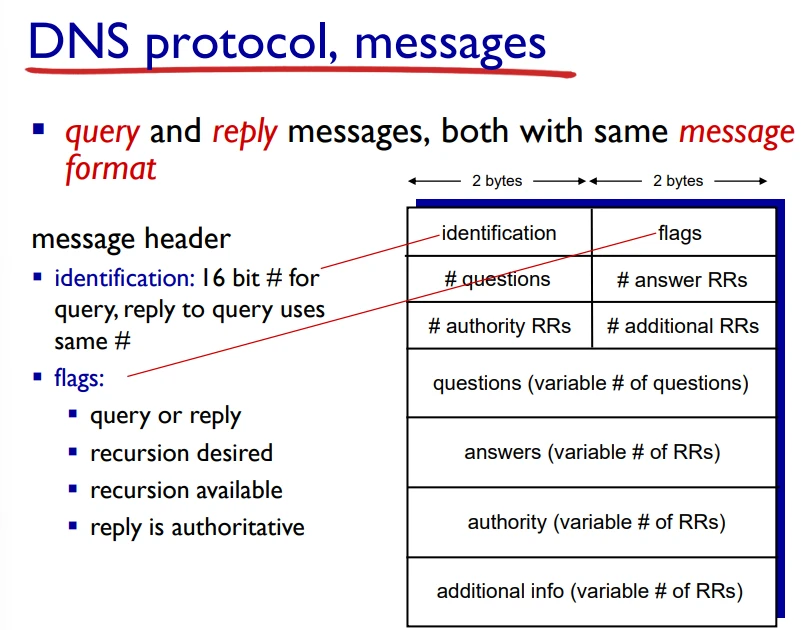 DNS protocol, messages
▪ query and reply messages, both with same message
format
message header
▪ identification: 16 bit # for
query, reply to query uses
same #
▪ flags:
▪ query or reply
▪ recursion desired
▪ recursion available
▪ reply is authoritative
2 bytes 2 bytes
identification flags
# questions # answer RRs
# authority RRs # additional RRs
questions (variable # of questions)
answers (variable # of RRs)
authority (variable # of RRs)
additional info (variable # of RRs)